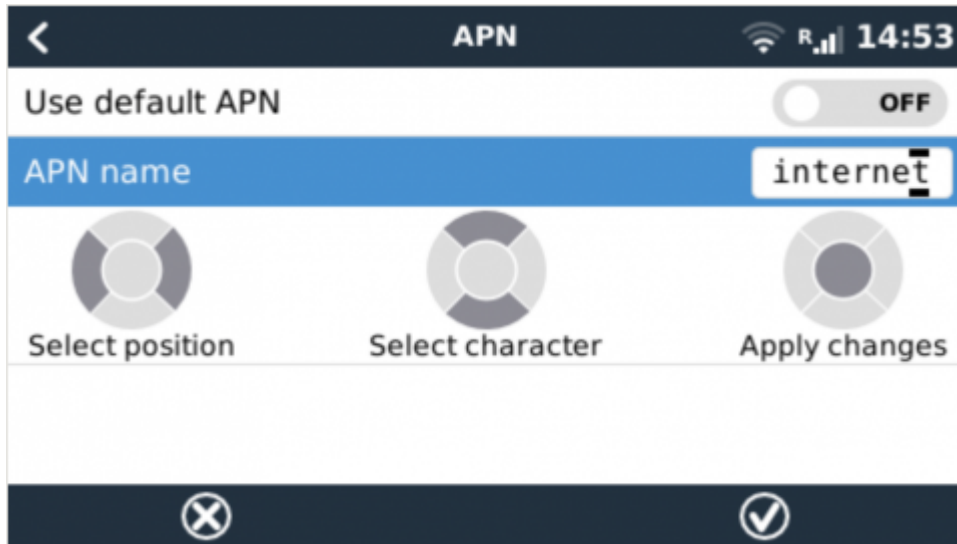 APN R 14:53
Use default APN OFF
APN name internet
Select position Select character Apply changes